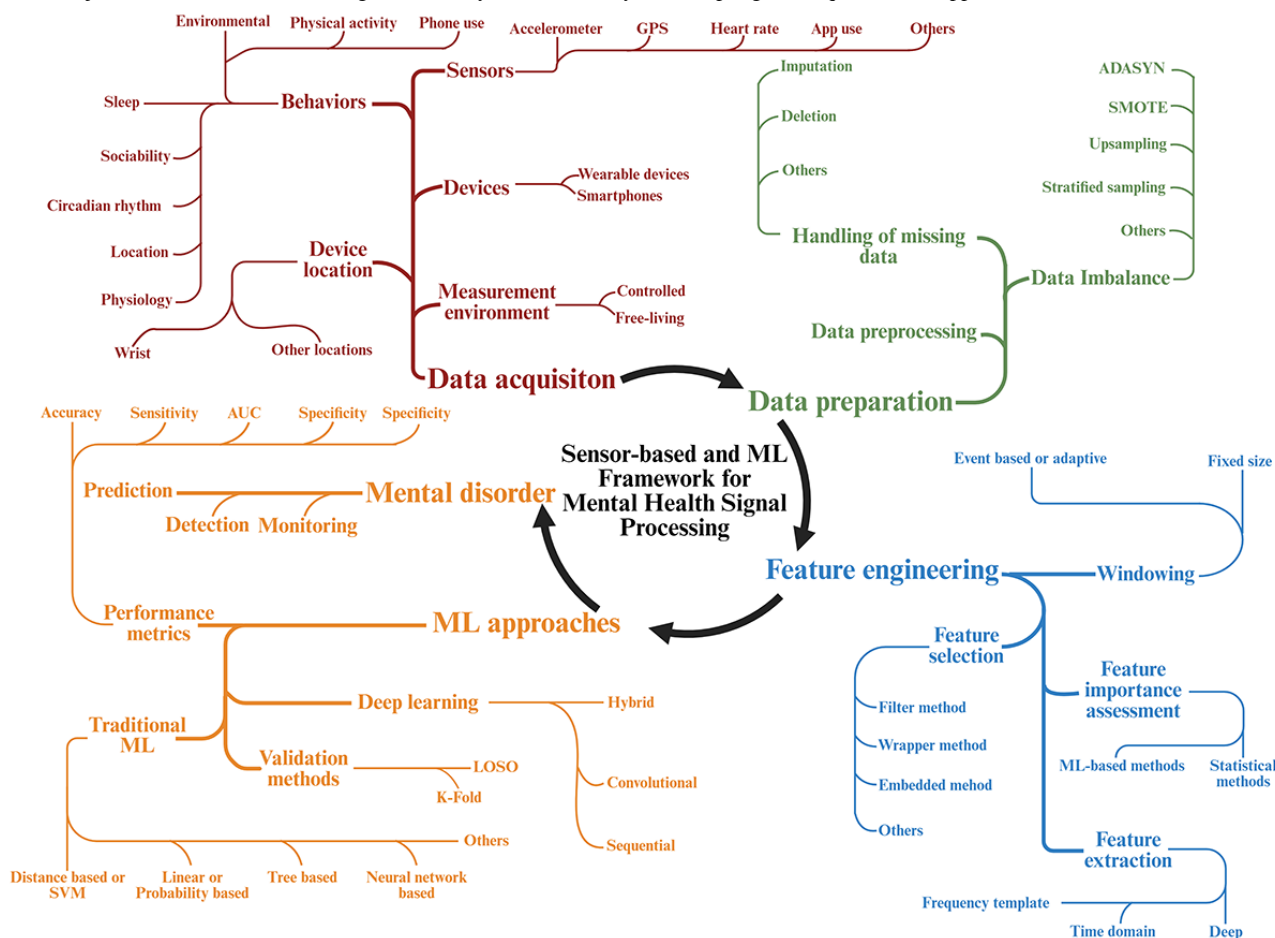 Environmental
Physical activity
Phone use
Accelerometer
GPS
Heart rate
App use
Others
Sensors
Sleep
Behaviors
Sociability
Circadian rhythm
Location
Physiology
Devices
Wearable devices
Smartphones
Device
location
Wrist
Other locations
Measurement
environment
Controlled
Free-living
Data acquisiton
Imputation
Deletion
Others
Handling of missing
data
ADASYN
SMOTE
Upsampling
Stratified sampling
Others
Data Imbalance
Data preprocessing
Data preparation
Sensor-based and ML
Framework for
Mental Health Signal
Processing
Accuracy
Sensitivity
AUC
Specificity
Specificity
Prediction
Detection
Monitoring
Mental disorder
Event based or adaptive
Fixed size
Feature engineering
Windowing
Feature
selection
Filter method
Wrapper method
Embedded mehod
Others
Feature
importance
assessment
ML-based methods
Statistical
methods
Feature
extraction
Frequency template
Time domain
Deep
Performance
metrics
ML approaches
Deep learning
Hybrid
Convolutional
Sequential
Traditional
ML
Validation
methods
LOSO
K-Fold
Others
Distance based or
SVM
Linear or
Probability based
Tree based
Neural network
based